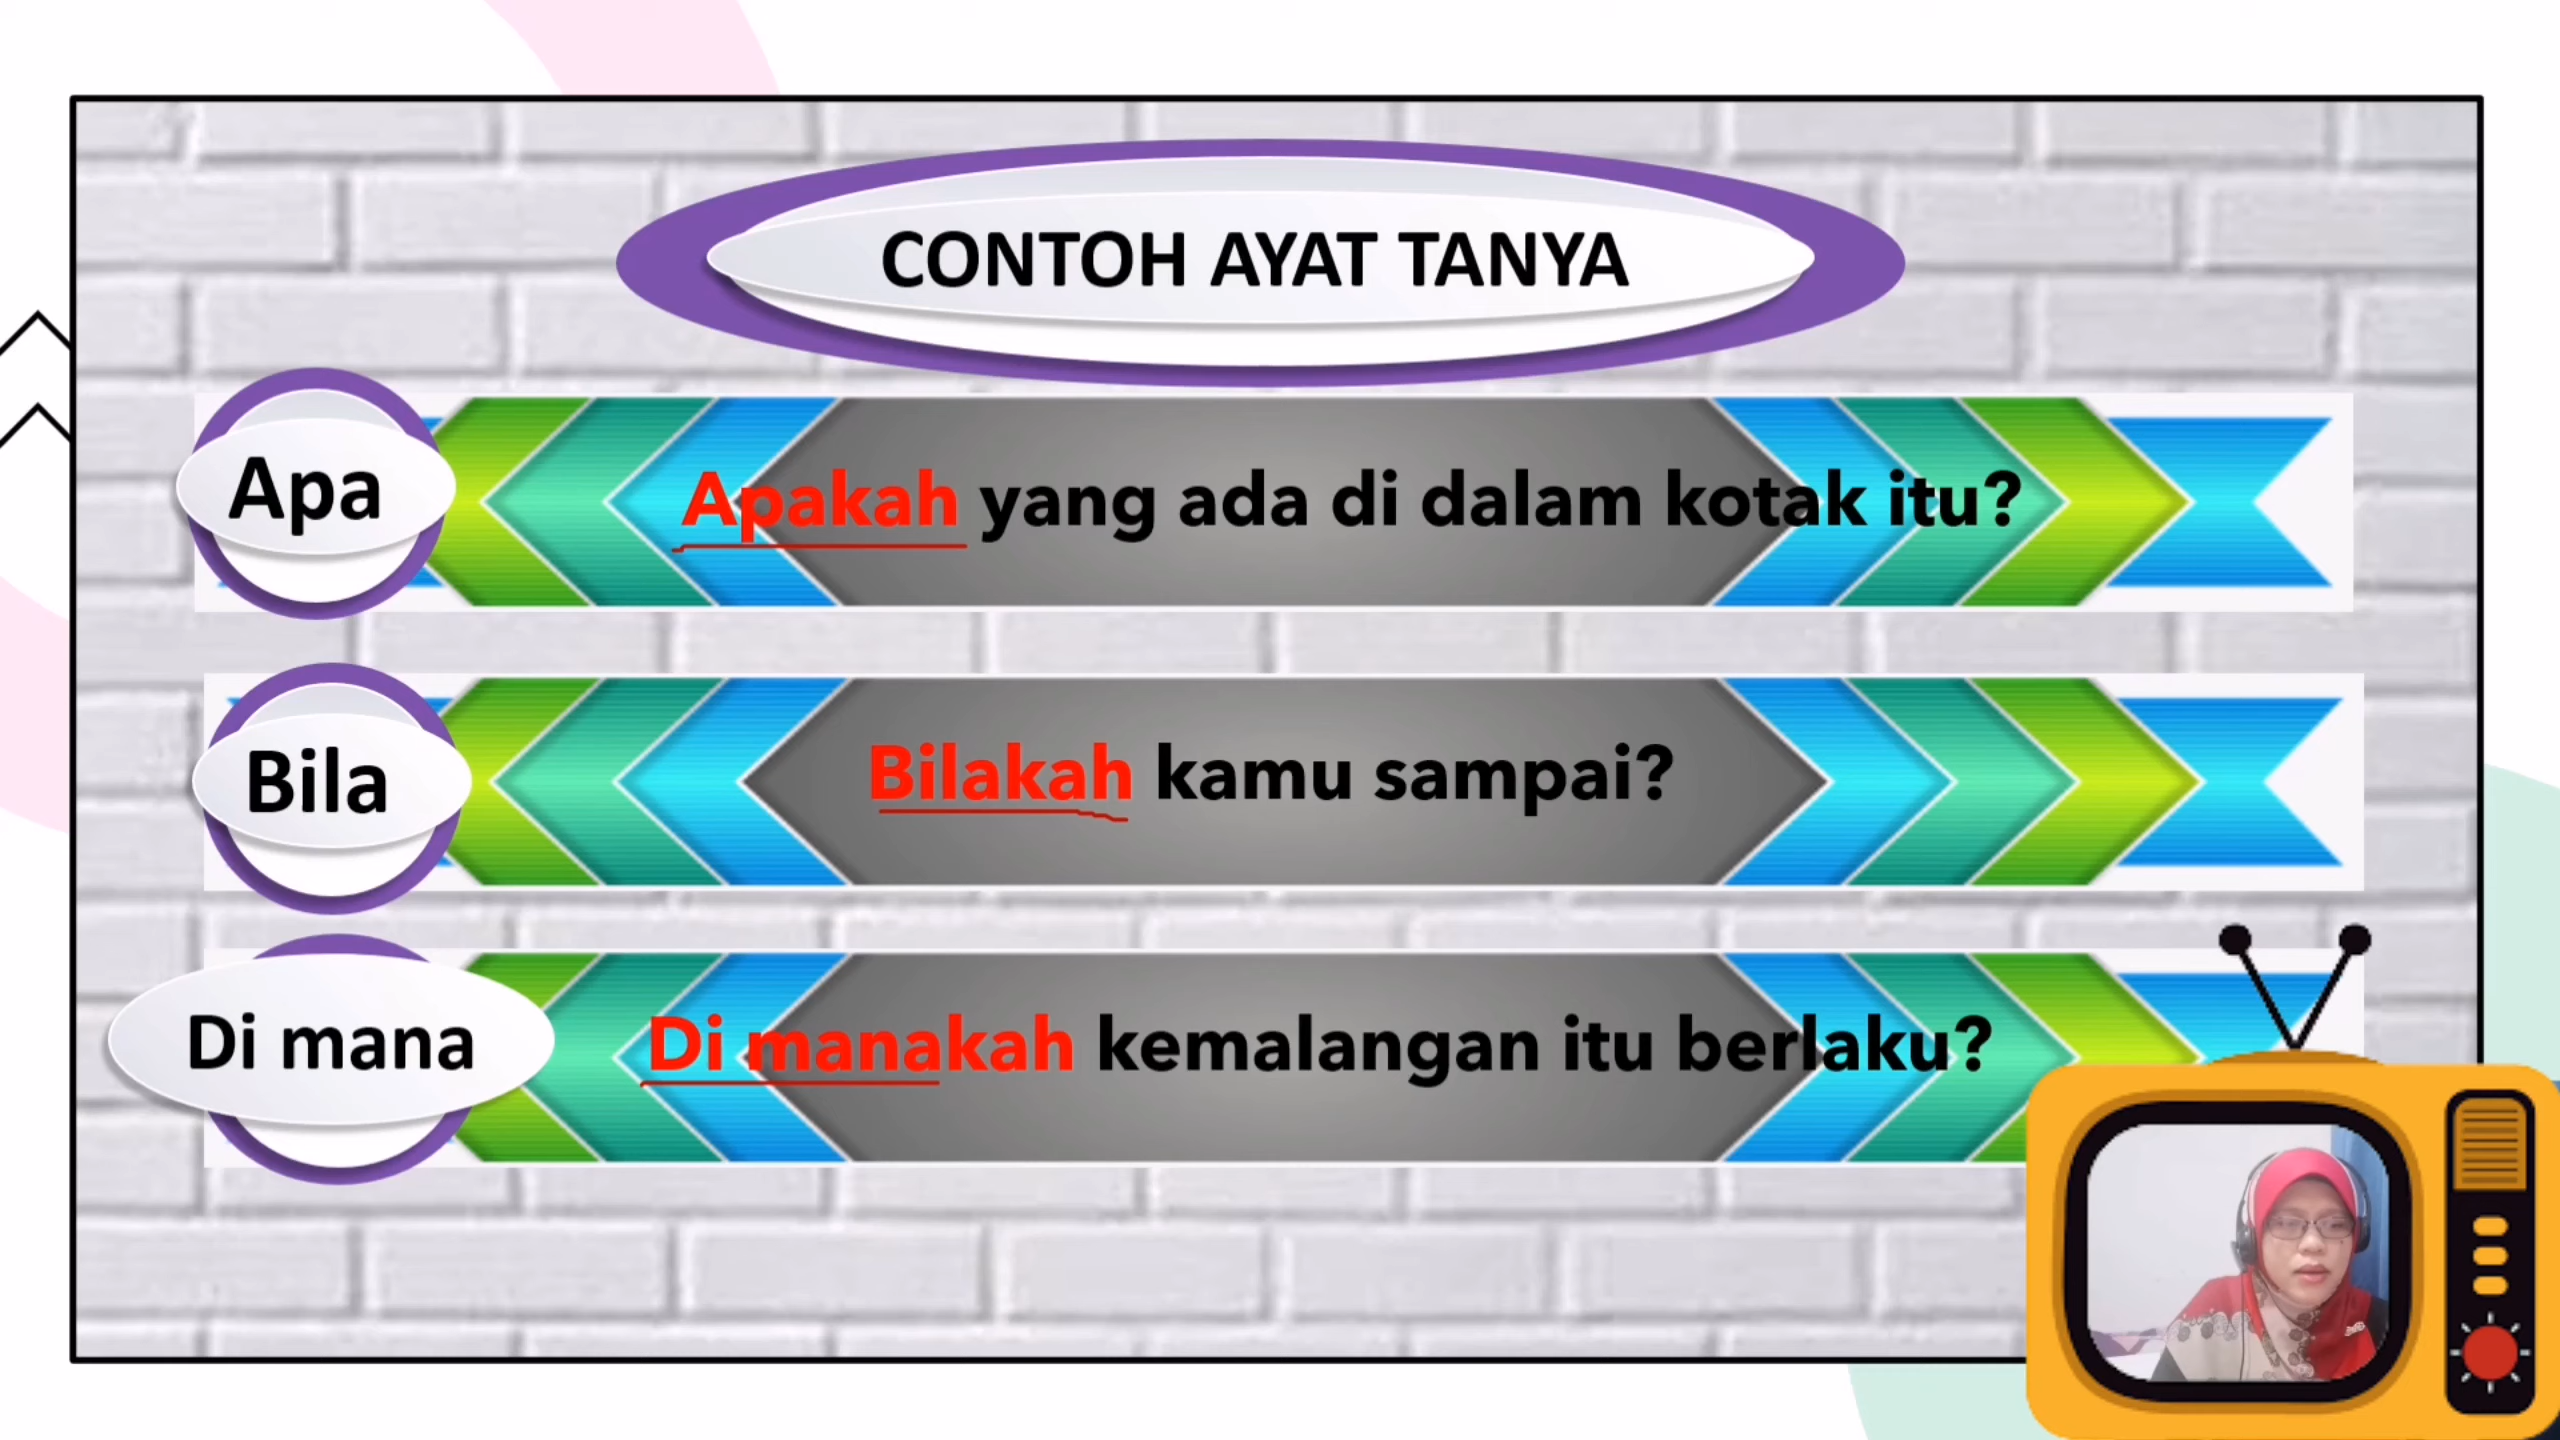 CONTOH AYAT TANYA
Apa
Apakah yang ada di dalam kotak itu?
Bila
Bilakah kamu sampai?
Di mana
Di manakah kemalangan itu berlaku?